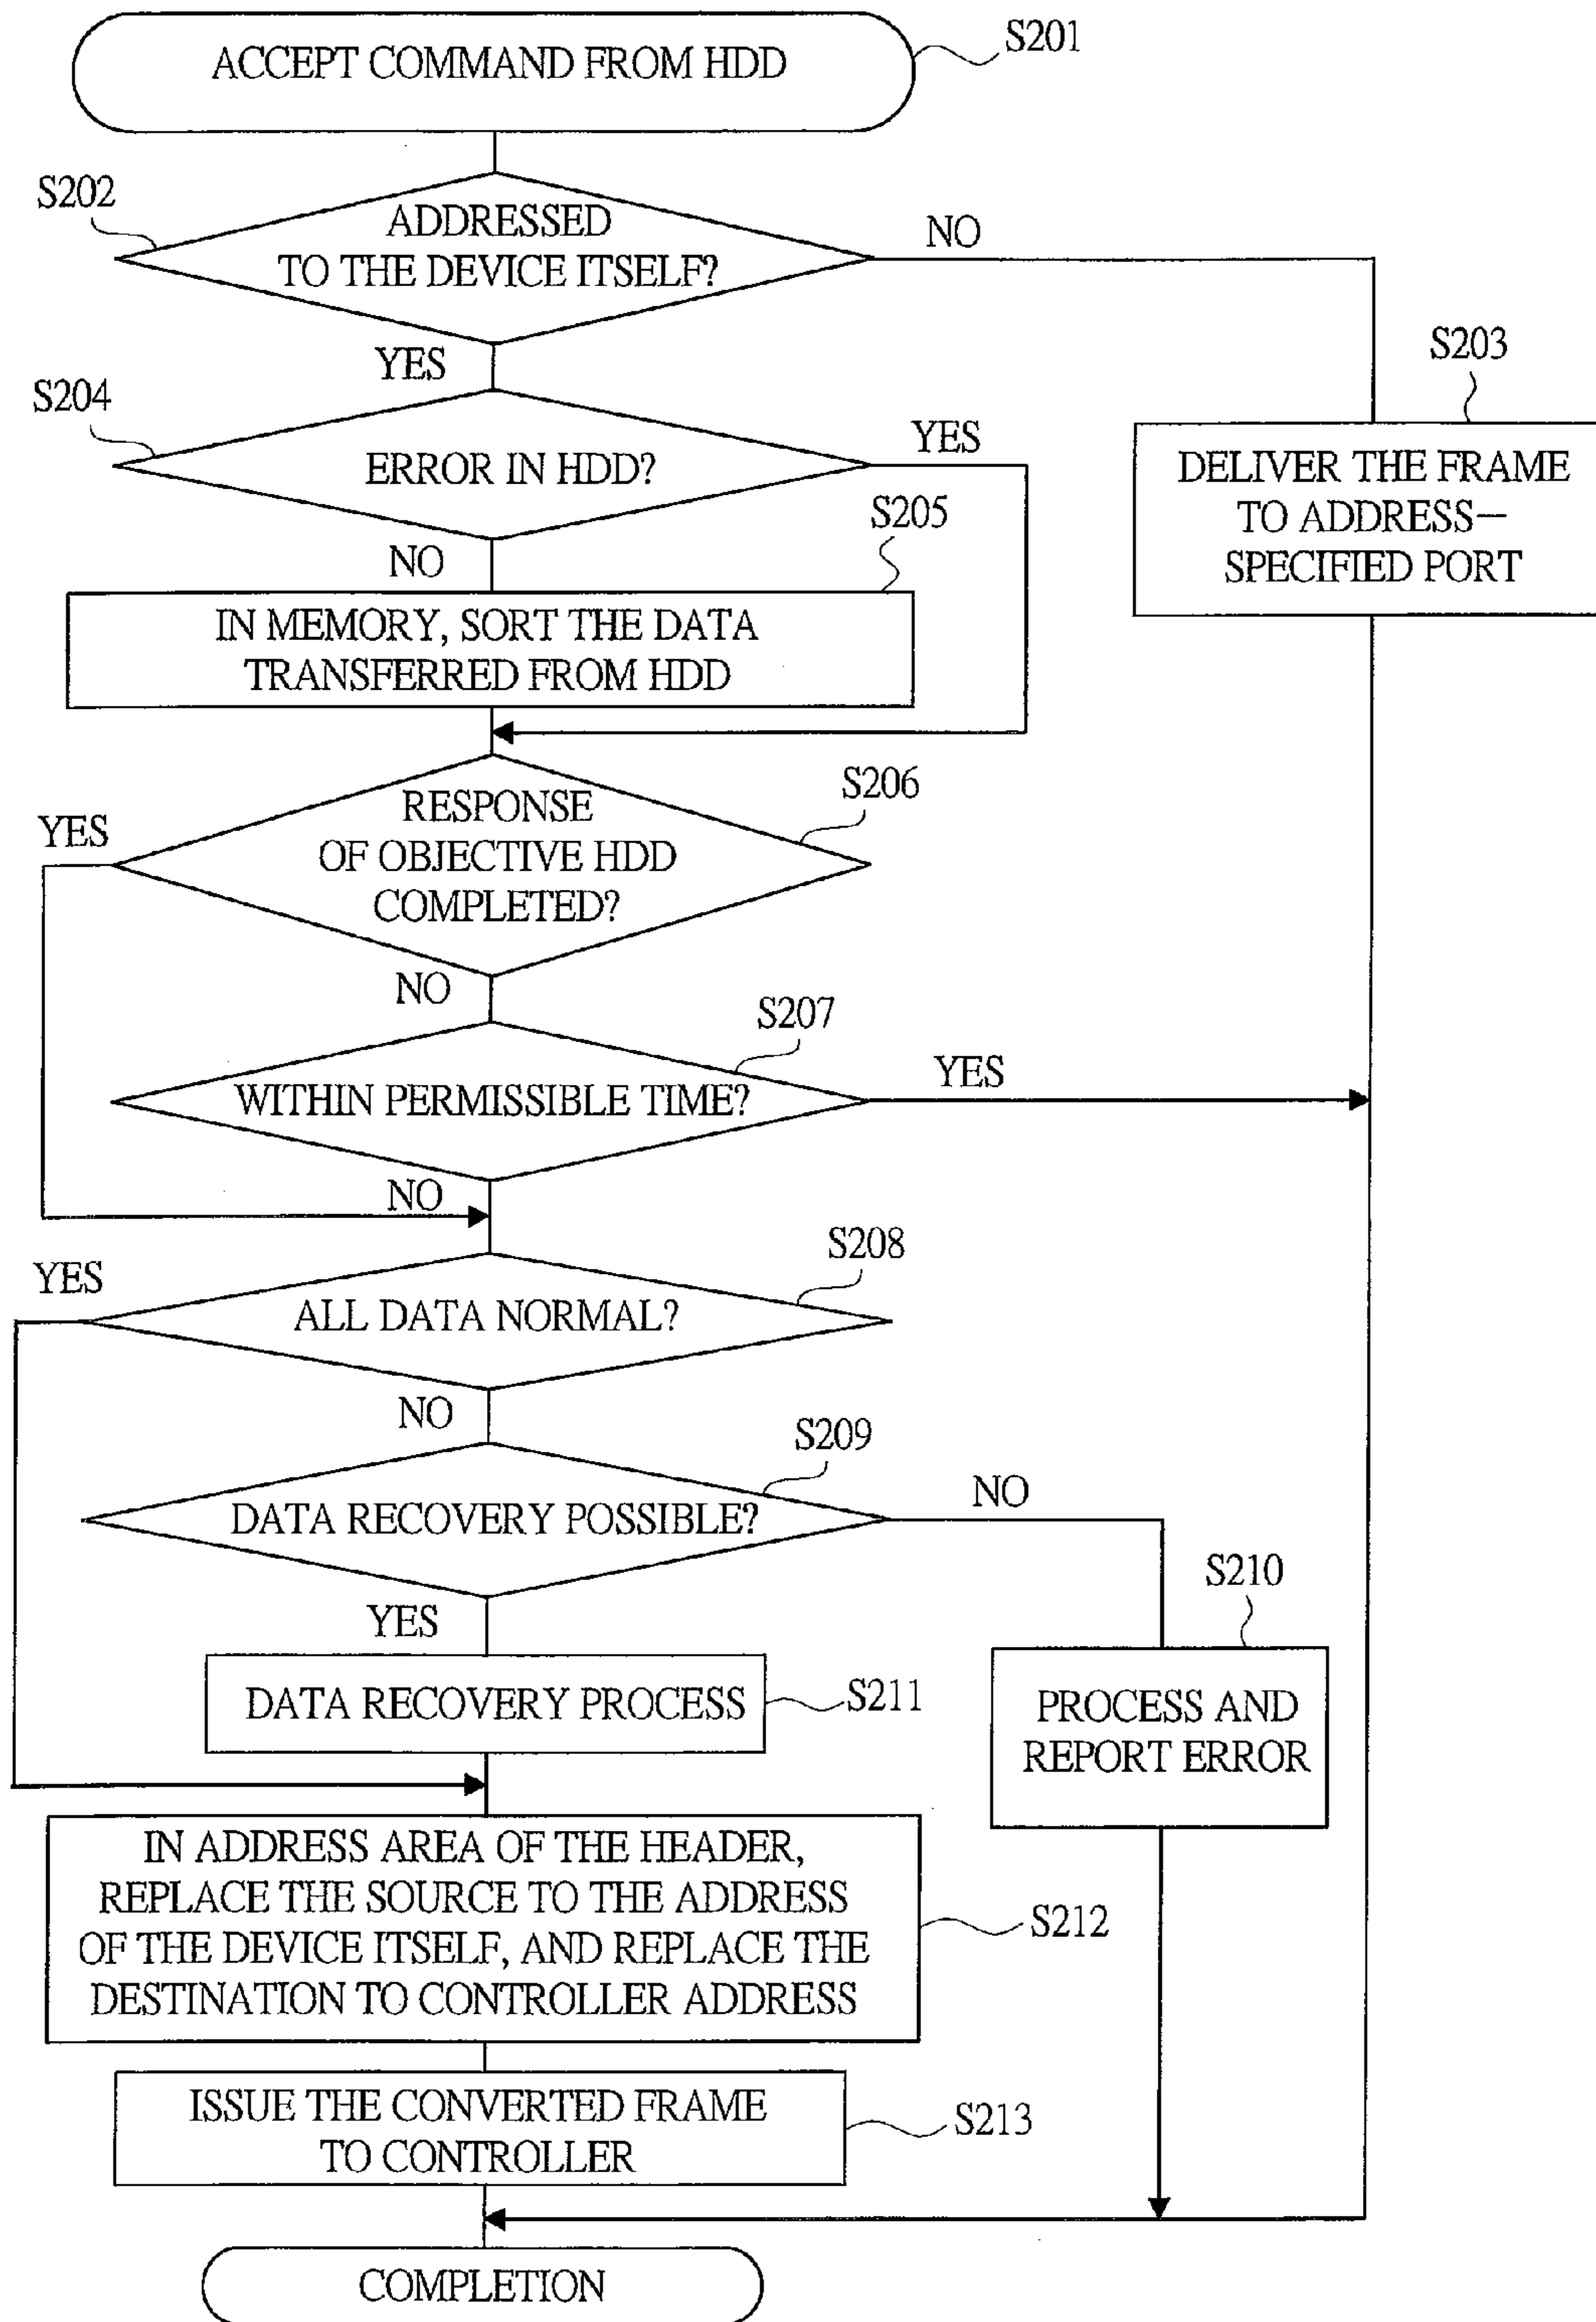 ACCEPT COMMAND FROM HDD
S201
S202
ADDRESSED
TO THE DEVICE ITSELF?
NO
YES
S203
DELIVER THE FRAME
TO ADDRESS-
SPECIFIED PORT
S204
ERROR IN HDD?
YES
NO
S205
IN MEMORY, SORT THE DATA
TRANSFERRED FROM HDD
S206
RESPONSE
OF OBJECTIVE HDD
COMPLETED?
YES
NO
S207
WITHIN PERMISSIBLE TIME?
YES
NO
S208
YES
ALL DATA NORMAL?
NO
S209
DATA RECOVERY POSSIBLE?
NO
YES
S210
PROCESS AND
REPORT ERROR
DATA RECOVERY PROCESS
S211
IN ADDRESS AREA OF THE HEADER,
REPLACE THE SOURCE TO THE ADDRESS
OF THE DEVICE ITSELF, AND REPLACE THE
DESTINATION TO CONTROLLER ADDRESS
S212
ISSUE THE CONVERTED FRAME
TO CONTROLLER
S213
COMPLETION